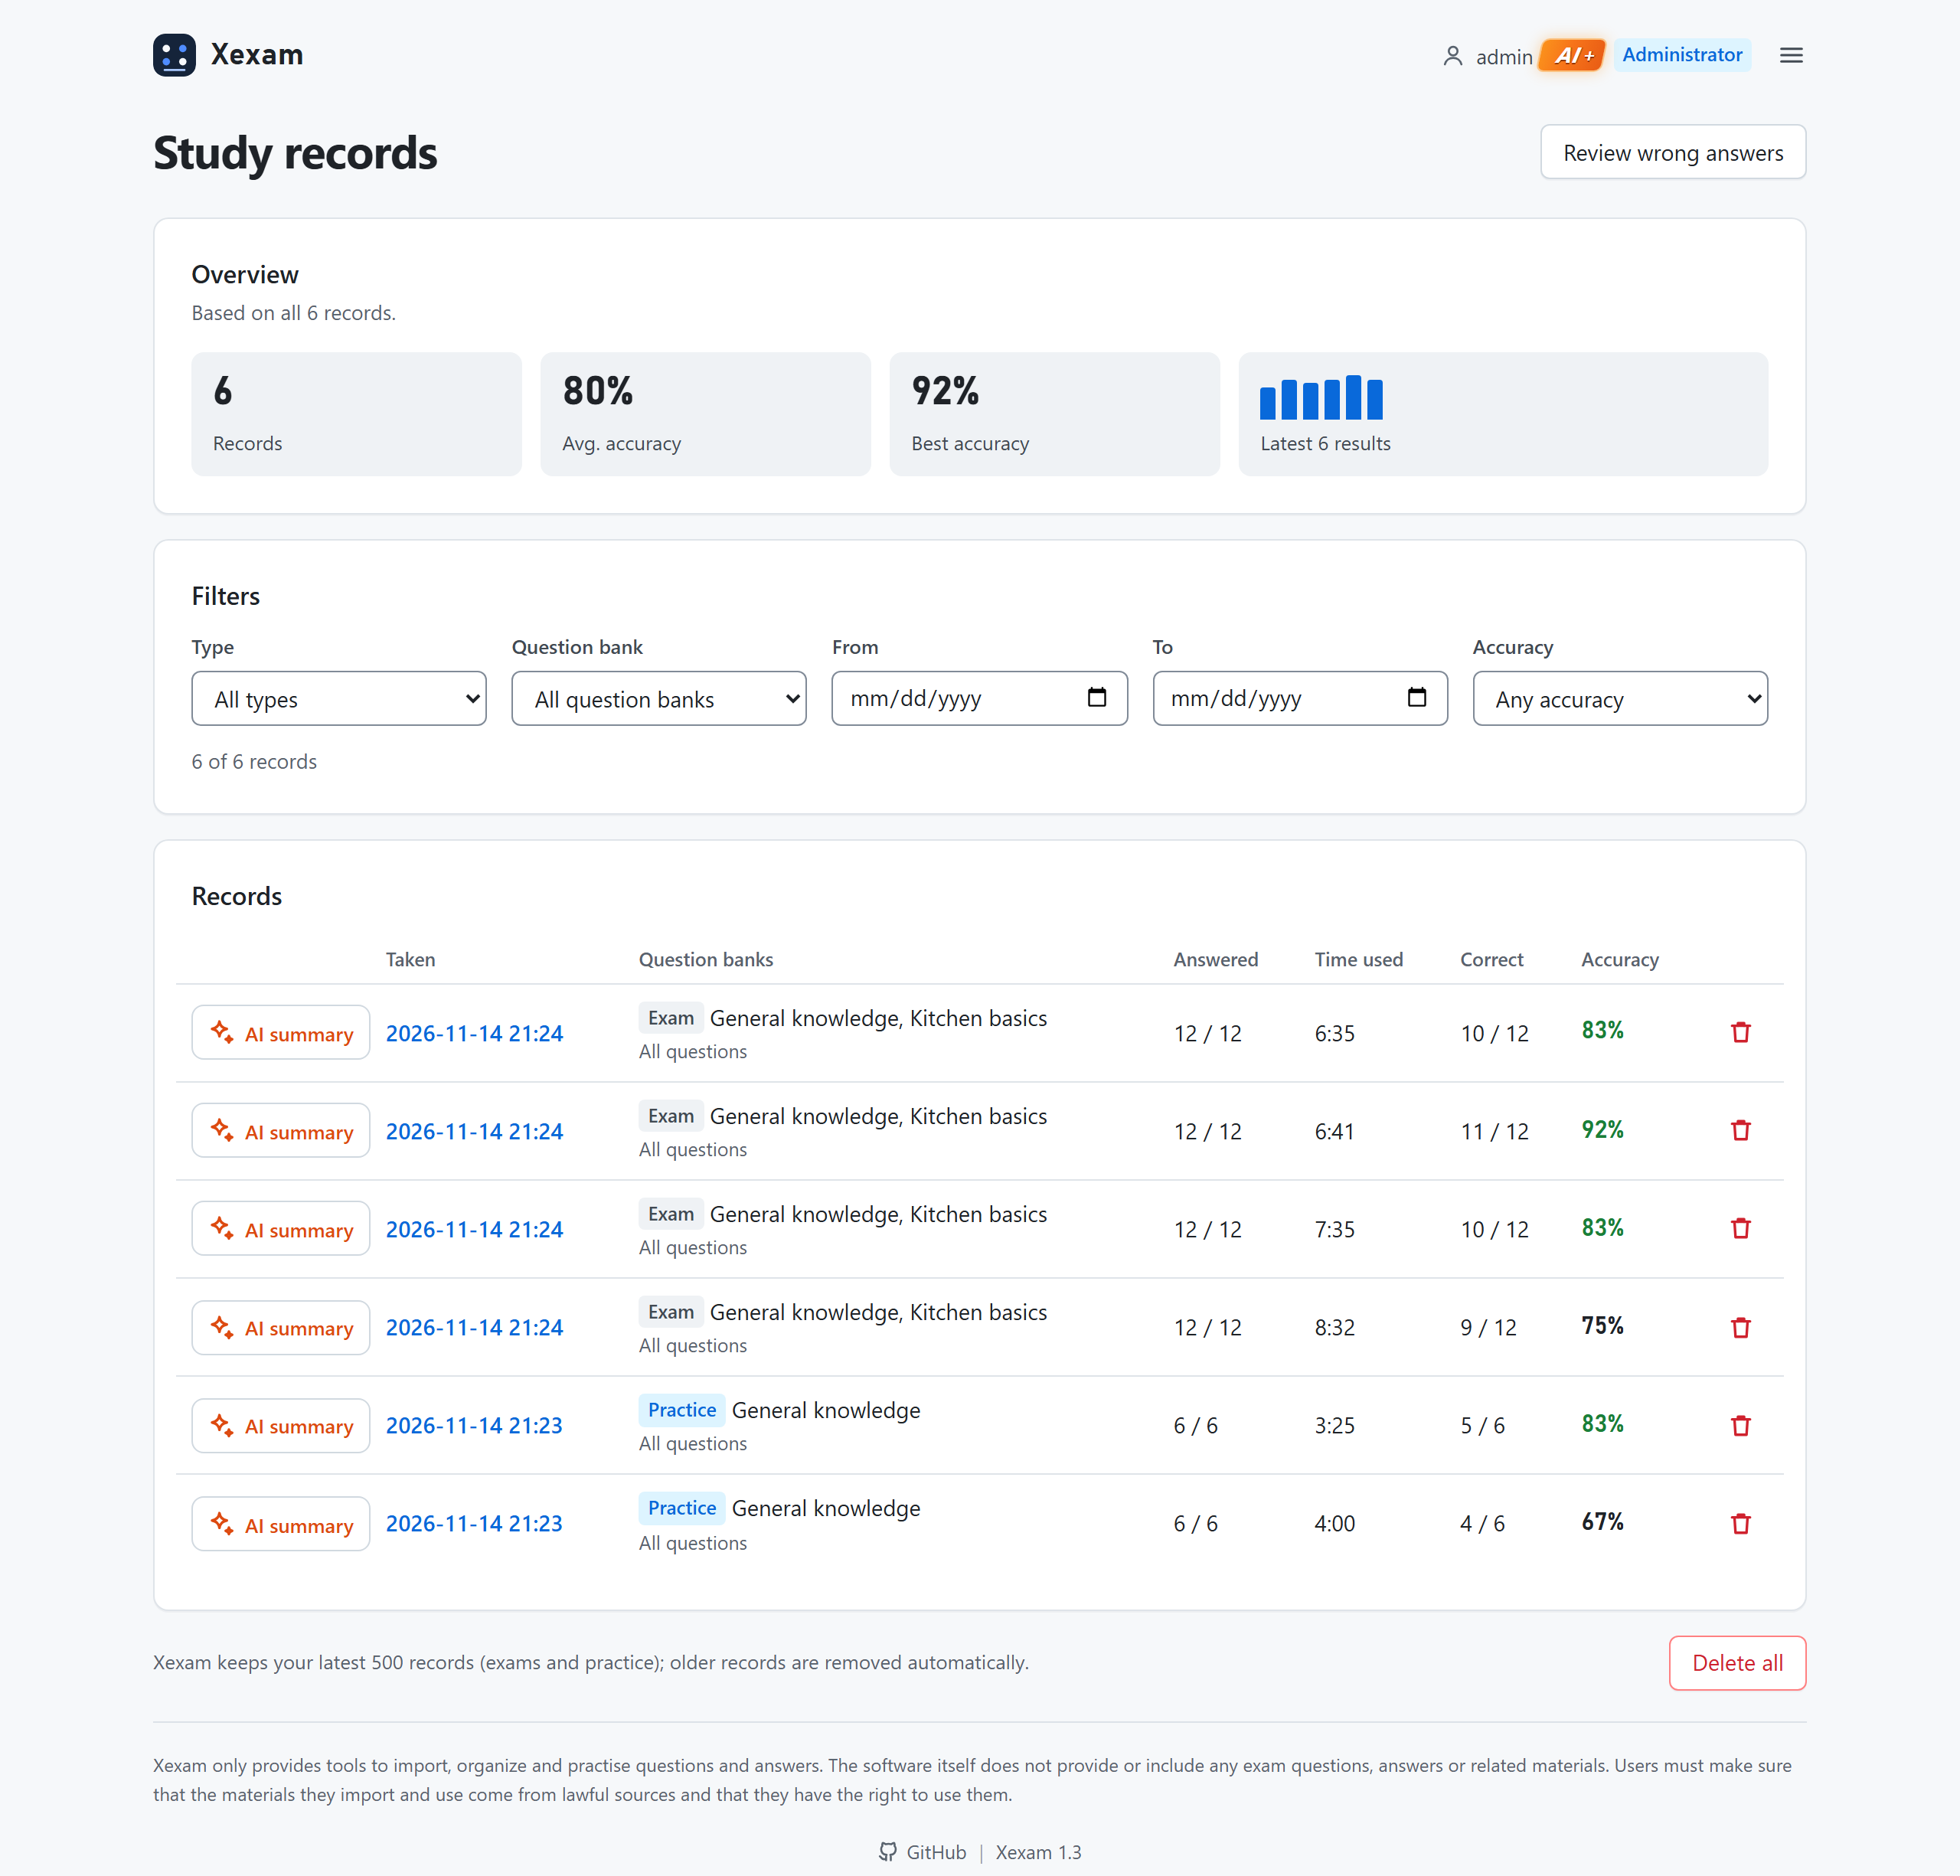 Xexam
admin AI+ Administrator
Study records
Review wrong answers
Overview
Based on all 6 records.
6
Records
80%
Avg. accuracy
92%
Best accuracy
Latest 6 results
Filters
Type
All types
Question bank
All question banks
From
mm/dd/yyyy
To
mm/dd/yyyy
Accuracy
Any accuracy
6 of 6 records
Records
Taken Question banks Answered Time used Correct Accuracy
AI summary 2026-11-14 21:24 Exam General knowledge, Kitchen basics 12 / 12 6:35 10 / 12 83%
All questions
AI summary 2026-11-14 21:24 Exam General knowledge, Kitchen basics 12 / 12 6:41 11 / 12 92%
All questions
AI summary 2026-11-14 21:24 Exam General knowledge, Kitchen basics 12 / 12 7:35 10 / 12 83%
All questions
AI summary 2026-11-14 21:24 Exam General knowledge, Kitchen basics 12 / 12 8:32 9 / 12 75%
All questions
AI summary 2026-11-14 21:23 Practice General knowledge 6 / 6 3:25 5 / 6 83%
All questions
AI summary 2026-11-14 21:23 Practice General knowledge 6 / 6 4:00 4 / 6 67%
All questions
Xexam keeps your latest 500 records (exams and practice); older records are removed automatically.
Delete all
Xexam only provides tools to import, organize and practise questions and answers. The software itself does not provide or include any exam questions, answers or related materials. Users must make sure
that the materials they import and use come from lawful sources and that they have the right to use them.
GitHub | Xexam 1.3